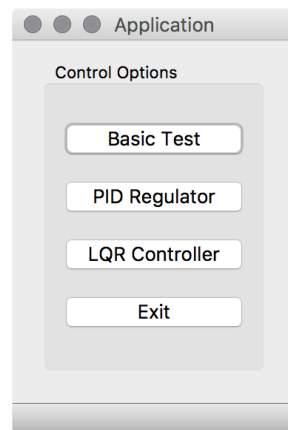 Application
Control Options
Basic Test
PID Regulator
LQR Controller
Exit